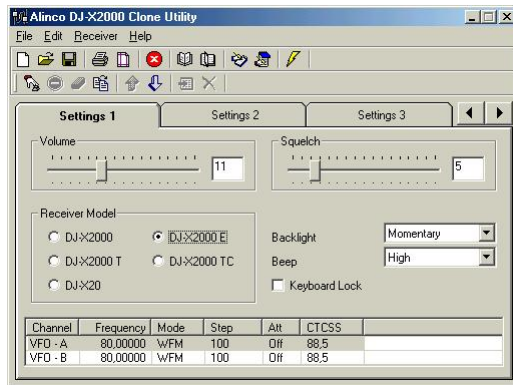 Alinco DJ-X2000 Clone Utility
File Edit Receiver Help
Settings 1 Settings 2 Settings 3
Volume Squelch
11 5
Receiver Model
DJ-X2000 DJ-X2000 E Backlight Momentary
DJ-X2000 T DJ-X2000 TC Beep High
DJ-X20 Keyboard Lock
Channel Frequency Mode Step Att CTCSS
VFO - A 80,00000 WFM 100 Off 88,5
VFO - B 80,00000 WFM 100 Off 88,5